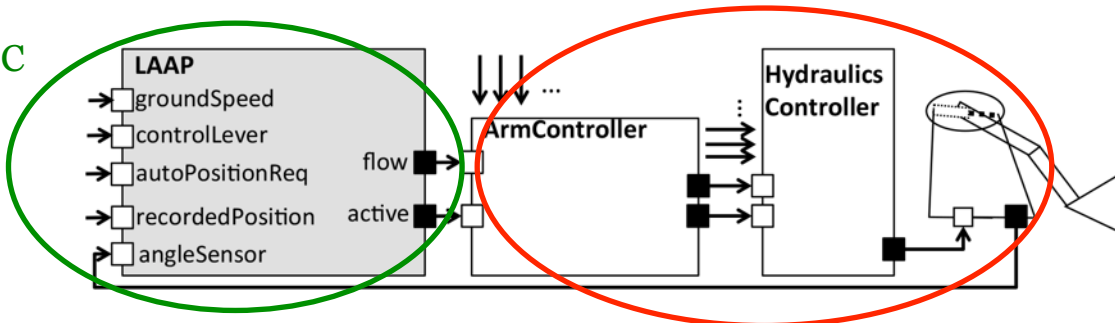 C
LAAP
groundSpeed
controlLever
autoPositionReq
recordedPosition
angleSensor
flow
active
...
ArmController
...
Hydraulics
Controller